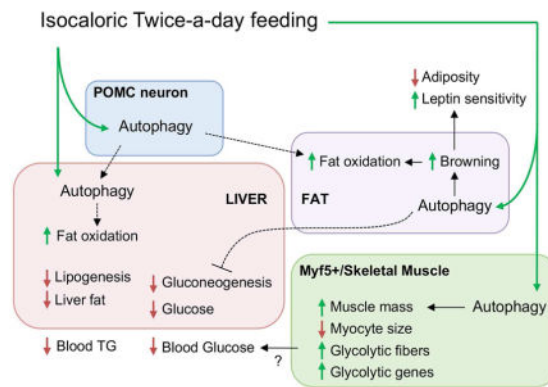 Isocaloric Twice-a-day feeding
POMC neuron
Autophagy
Adiposity
Leptin sensitivity
Fat oxidation
Browning
FAT
Autophagy
Autophagy
LIVER
Fat oxidation
Lipogenesis
Liver fat
Gluconeogenesis
Glucose
Blood TG
Blood Glucose
?
Myf5+/Skeletal Muscle
Muscle mass
Autophagy
Myocyte size
Glycolytic fibers
Glycolytic genes